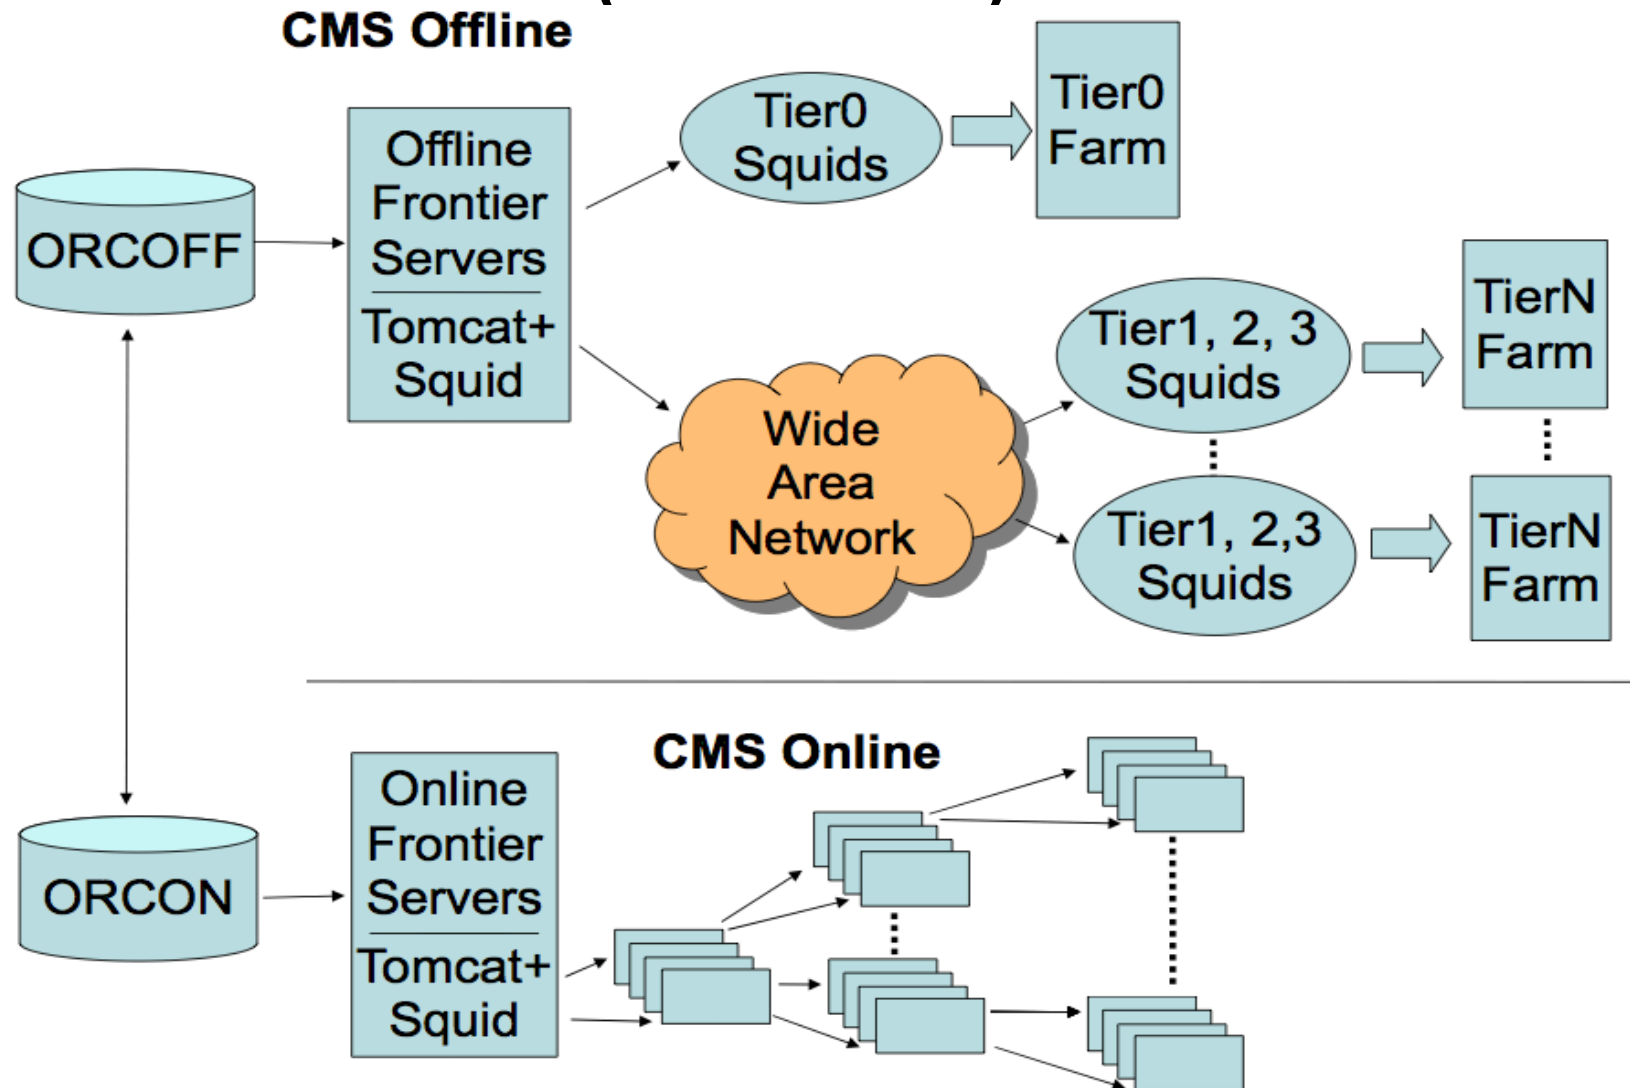 CMS Offline
Tier0
Squids
Tier0
Farm
Offline
Frontier
Servers
Tomcat+
Squid
ORCOFF
Tier1, 2, 3
Squids
TierN
Farm
Wide
Area
Network
Tier1, 2,3
Squids
TierN
Farm
CMS Online
Online
Frontier
Servers
Tomcat+
Squid
ORCON